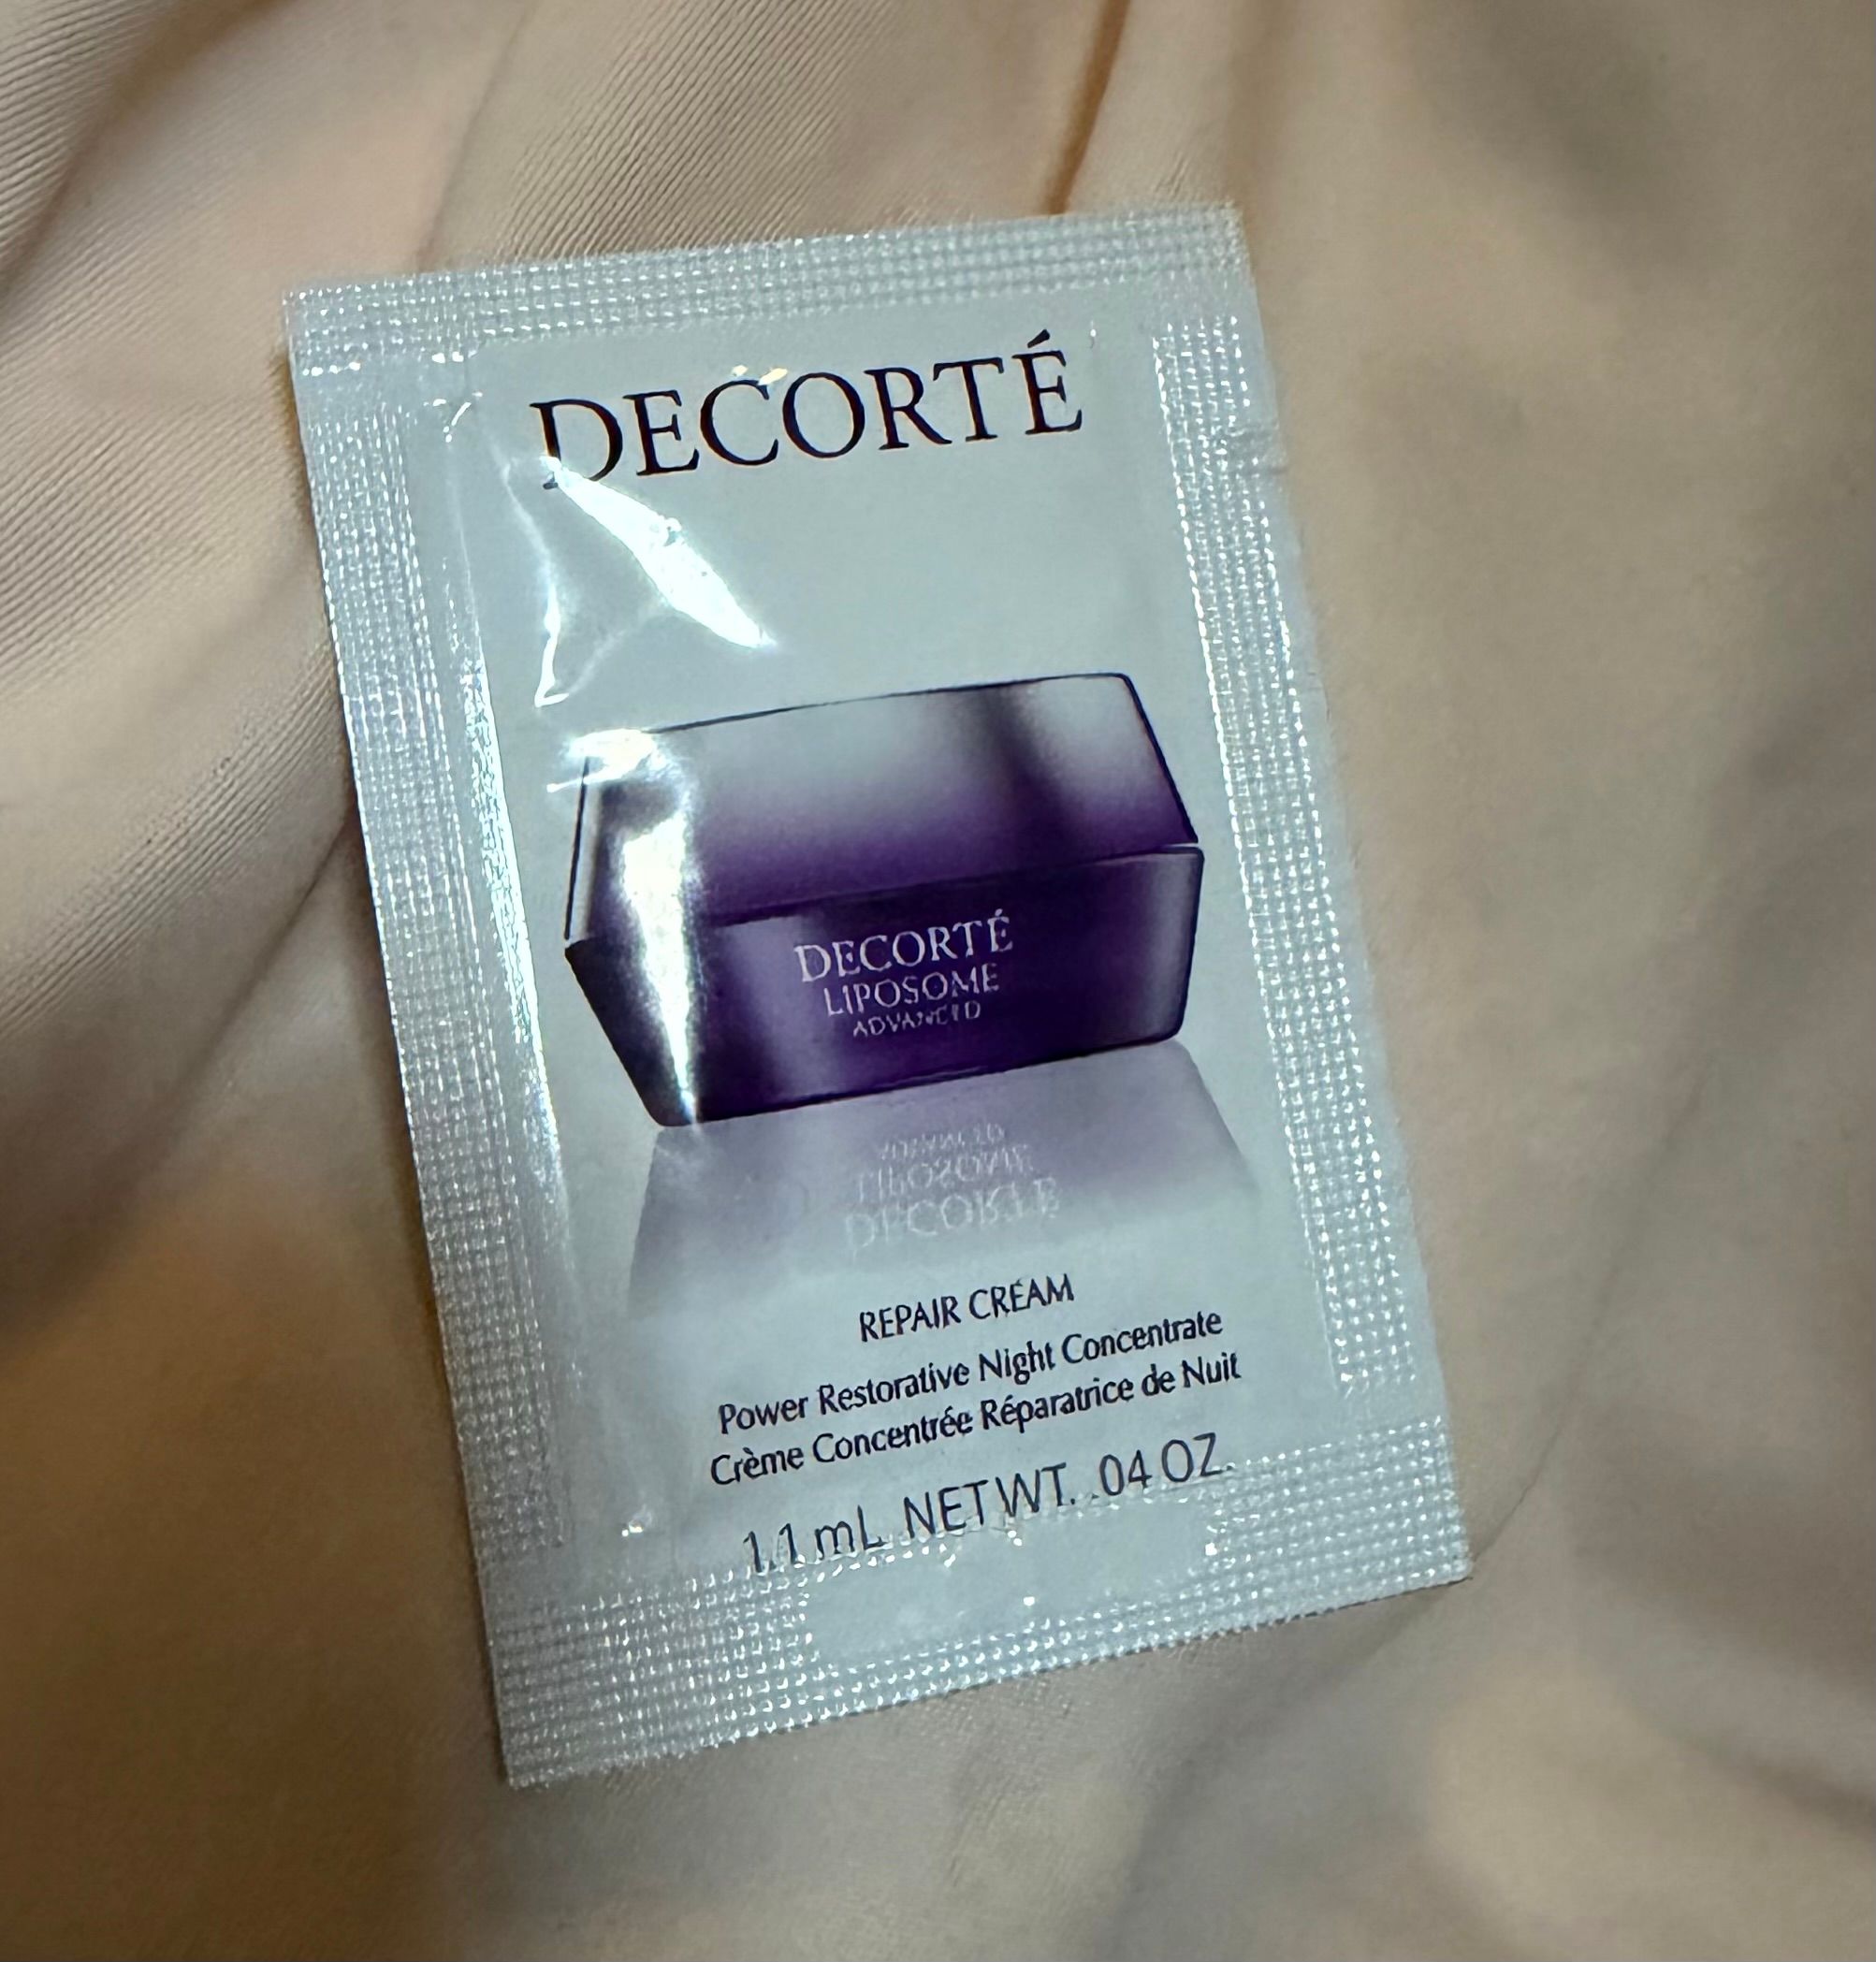 DECORTÉ
DECORTÉ
LIPOSOME
ADVANCED
REPAIR CREAM
Power Restorative Night Concentrate
Crème Concentrée Réparatrice de Nuit
1.1 mL NET WT. .04 OZ.